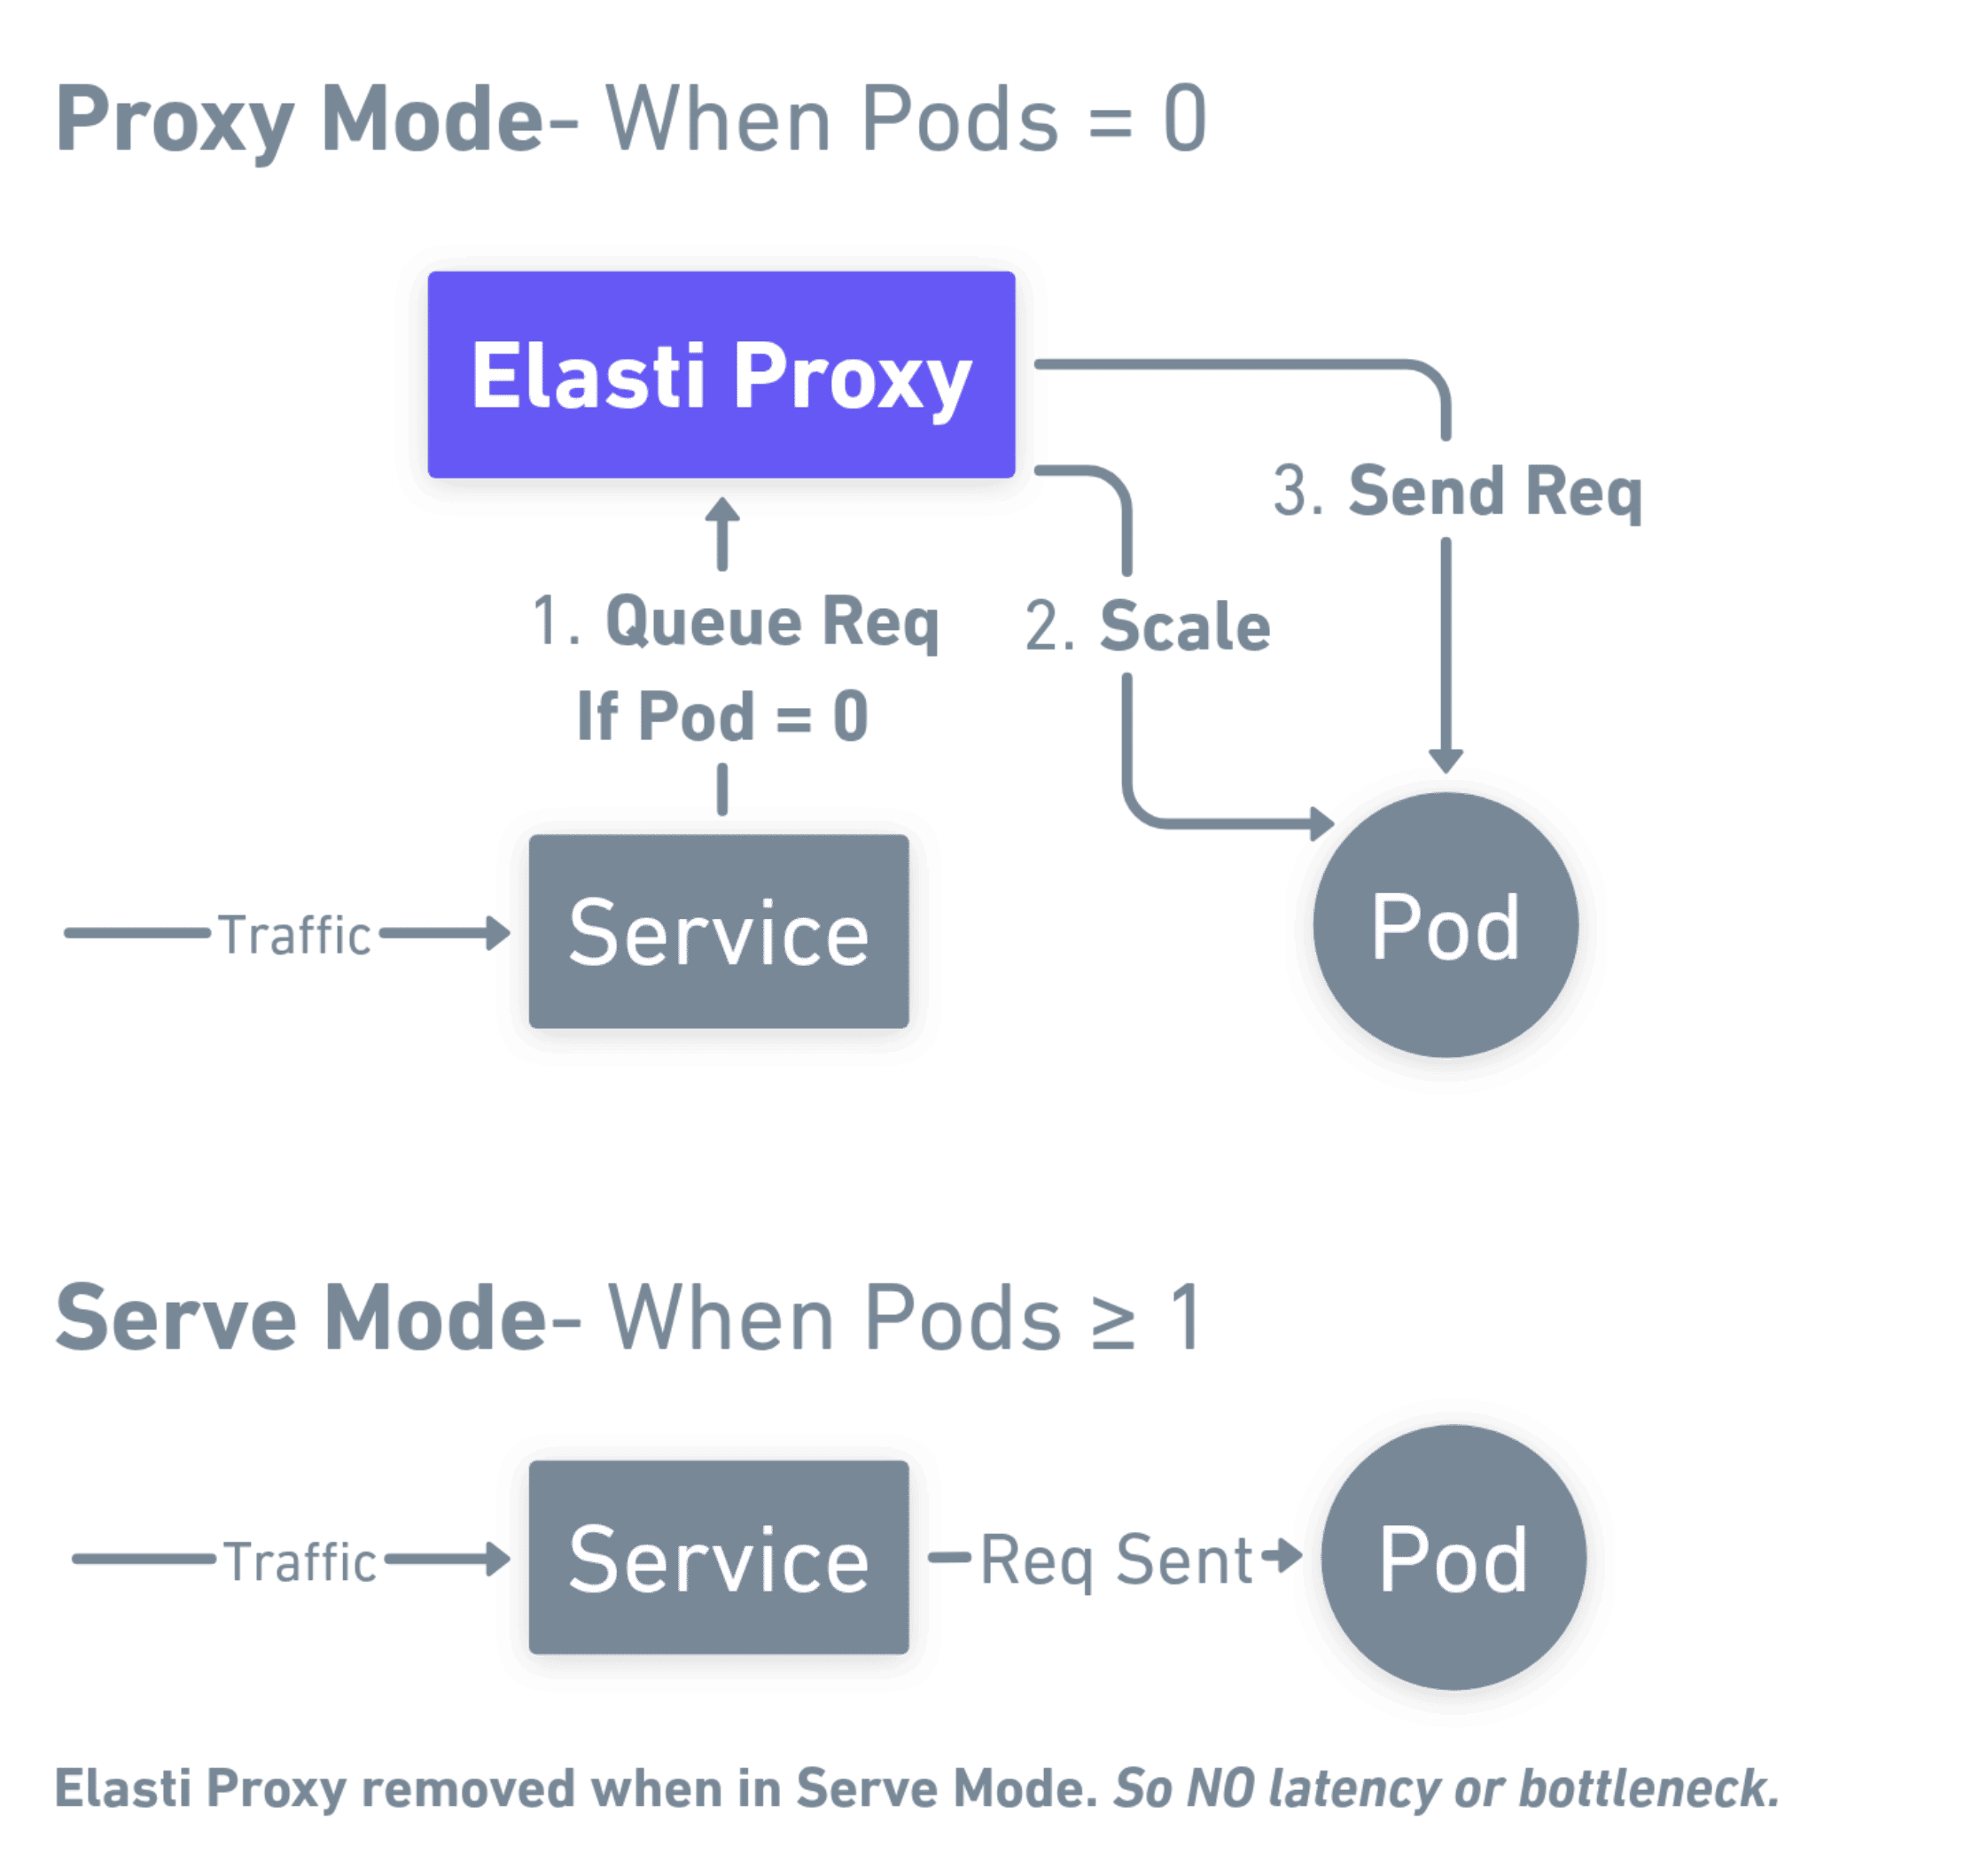 Proxy Mode- When Pods = 0
Elasti Proxy
3. Send Req
1. Queue Req
If Pod = 0
2. Scale
Traffic
Service
Pod
Serve Mode- When Pods ≥ 1
Traffic
Service
Req Sent
Pod
Elasti Proxy removed when in Serve Mode. So NO latency or bottleneck.